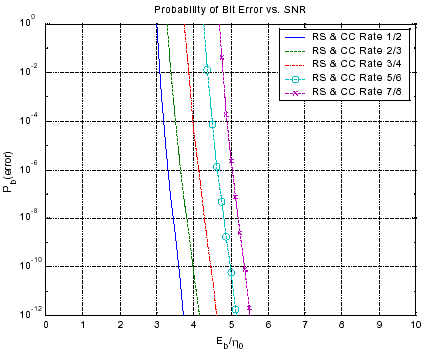 Probability of Bit Error vs. SNR
RS & CC Rate 1/2
RS & CC Rate 2/3
RS & CC Rate 3/4
RS & CC Rate 5/6
RS & CC Rate 7/8
P_b(error)
10^0
10^-2
10^-4
10^-6
10^-8
10^-10
10^-12
0 1 2 3 4 5 6 7 8 9 10
E_b/η_0